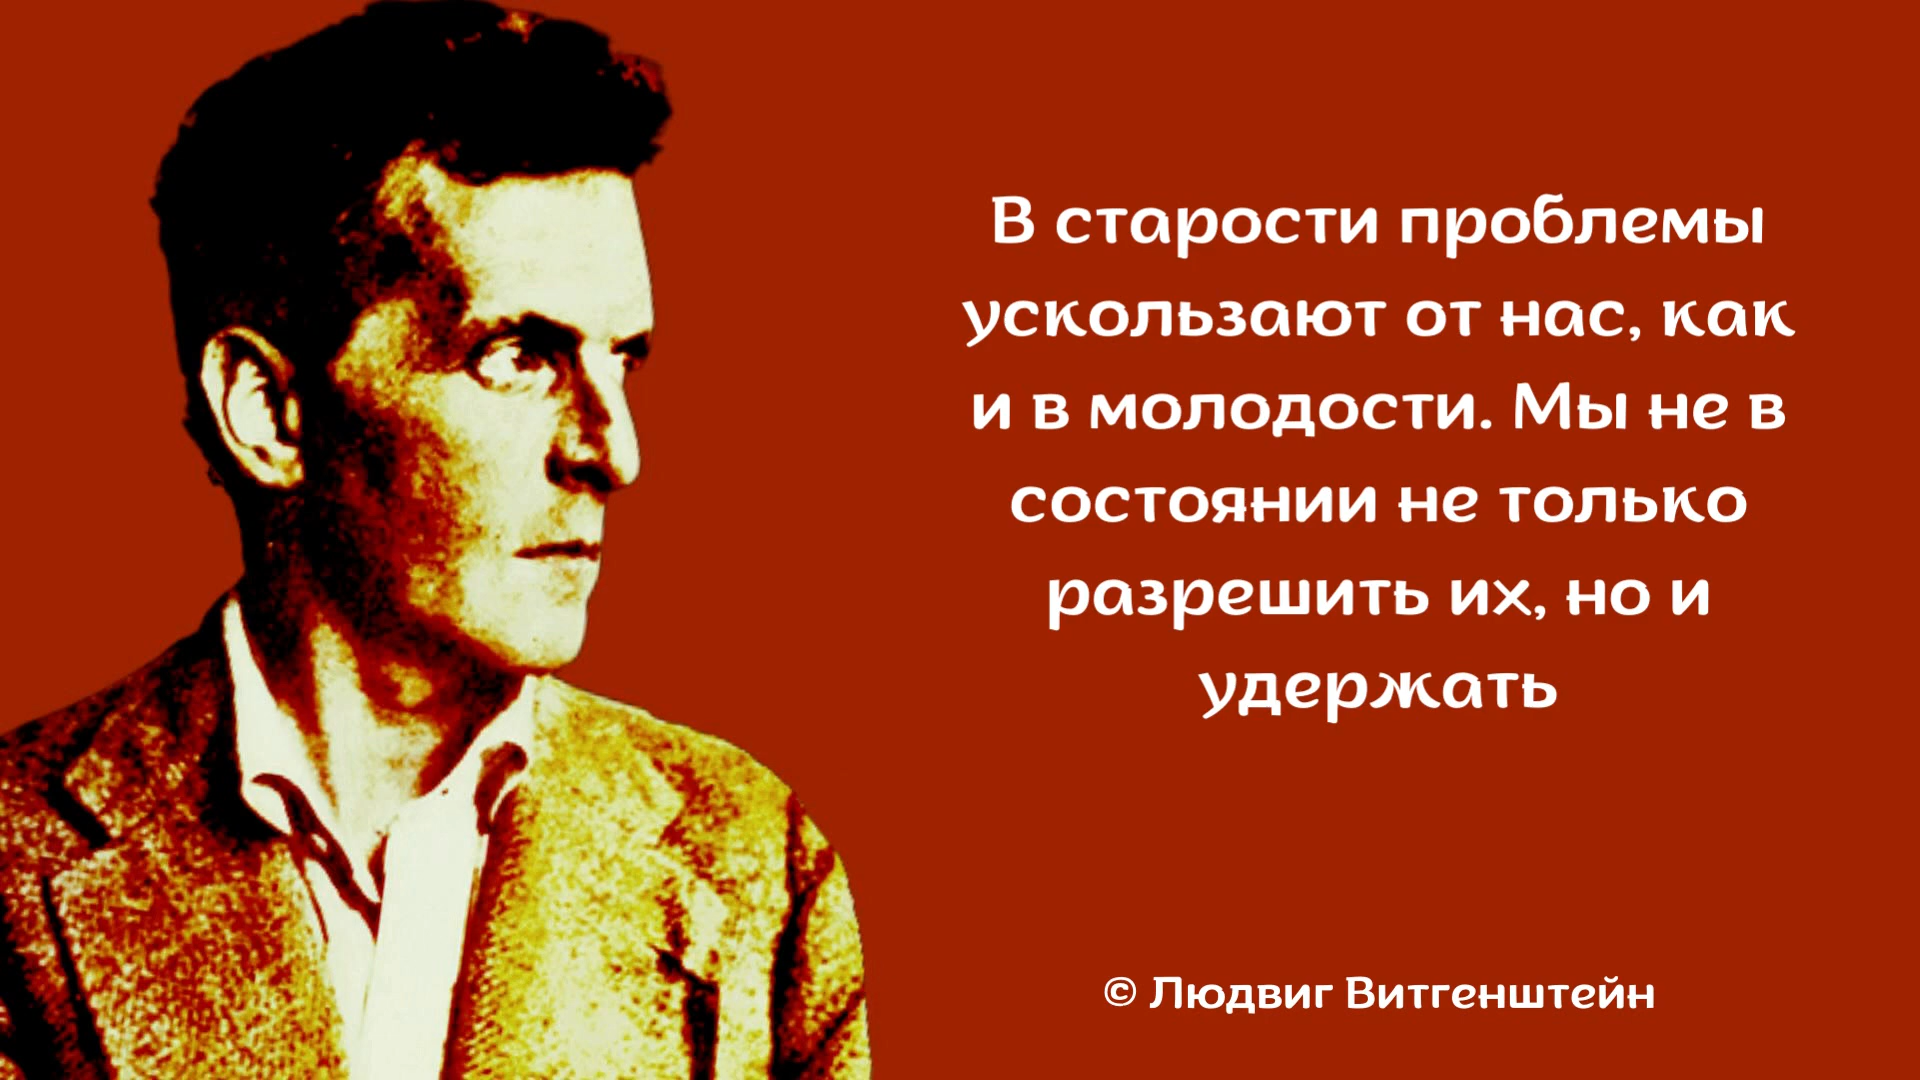 В старости проблемы
ускользают от нас, как
и в молодости. Мы не в
состоянии не только
разрешить их, но и
удержать
© Людвиг Витгенштейн